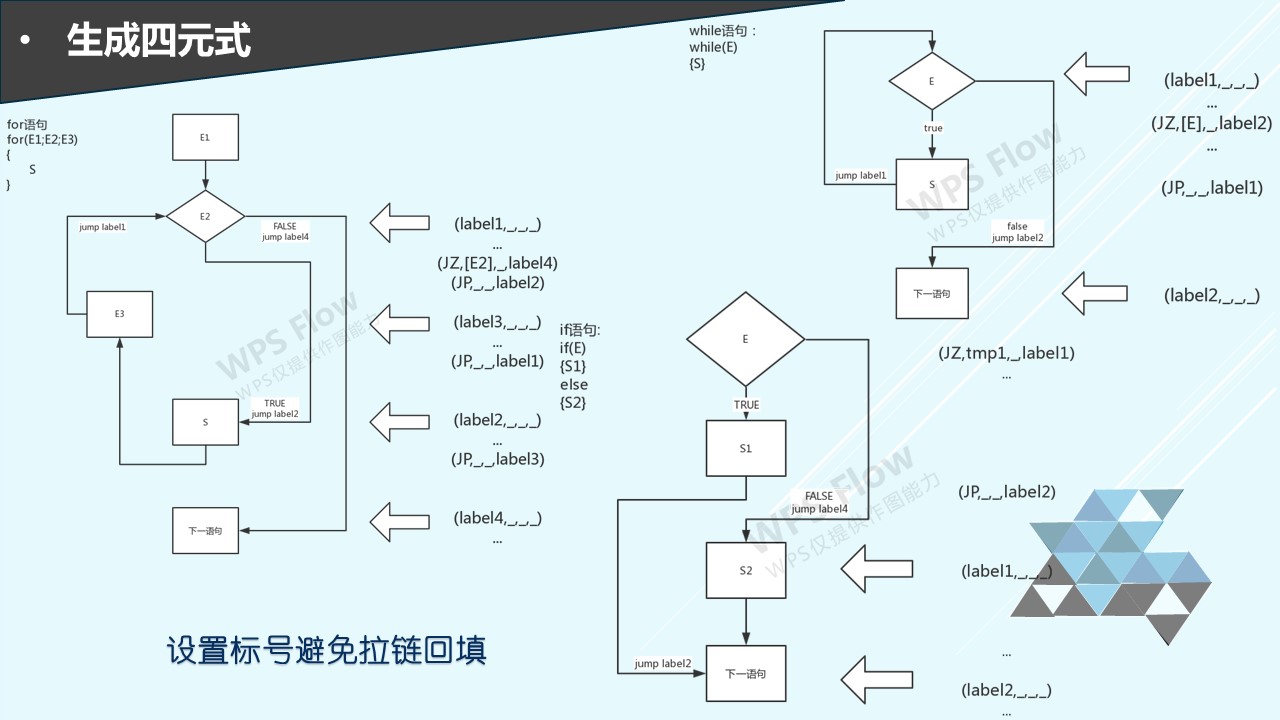 • 生成四元式
for语句
for(E1;E2;E3)
{
S
}
E1
E2
jump label1
FALSE
jump label4
E3
TRUE
jump label2
S
下一语句
(label1,_,_,_)
...
(JZ,[E2],_,label4)
(JP,_,_,label2)
(label3,_,_,_)
...
(JP,_,_,label1)
(label2,_,_,_)
...
(JP,_,_,label3)
(label4,_,_,_)
...
WPS Flow
WPS仅提供作图能力
设置标号避免拉链回填
while语句：
while(E)
{S}
E
true
jump label1
S
false
jump label2
下一语句
(label1,_,_,_)
...
(JZ,[E],_,label2)
...
(JP,_,_,label1)
(label2,_,_,_)
WPS Flow
WPS仅提供作图能力
if语句:
if(E)
{S1}
else
{S2}
E
TRUE
S1
FALSE
jump label4
S2
jump label2
下一语句
(JZ,tmp1,_,label1)
...
(JP,_,_,label2)
(label1,_,_,_)
...
(label2,_,_,_)
...
WPS Flow
WPS仅提供作图能力